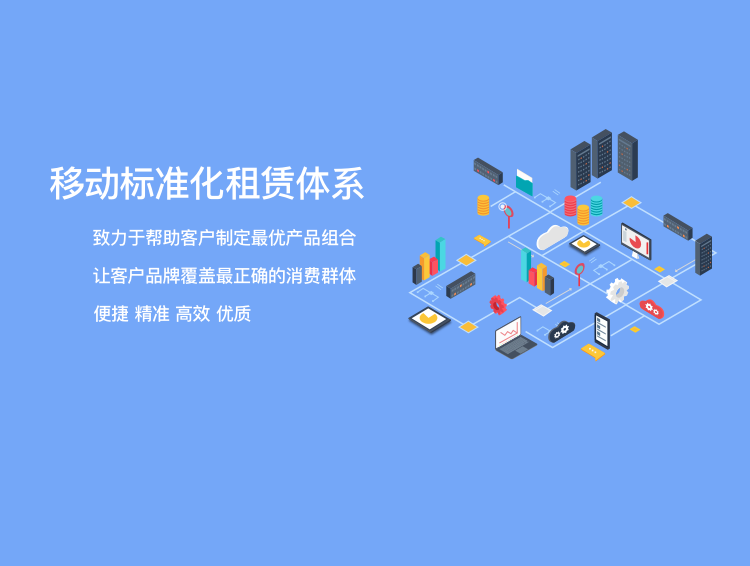 移动标准化租赁体系
致力于帮助客户制定最优产品组合
让客户品牌覆盖最正确的消费群体
便捷 精准 高效 优质